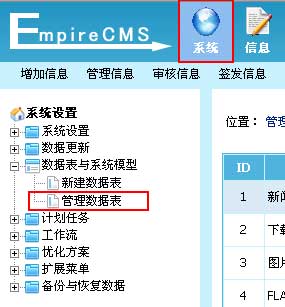 EmpireCMS
系统
信息
增加信息 管理信息 审核信息 签发信息
系统设置
系统设置
数据更新
数据表与系统模型
新建数据表
管理数据表
计划任务
工作流
优化方案
扩展菜单
备份与恢复数据
位置：管理
ID
1 新闻
2 下载
3 图片
4 FLA